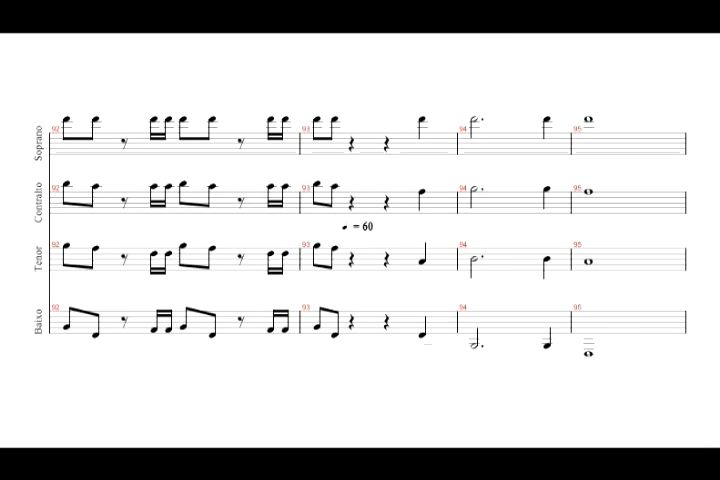 Soprano 92 93 94 95
Contralto 92 93 94 95
= 60
Tenor 92 93 94 95
Baixo 92 93 94 95